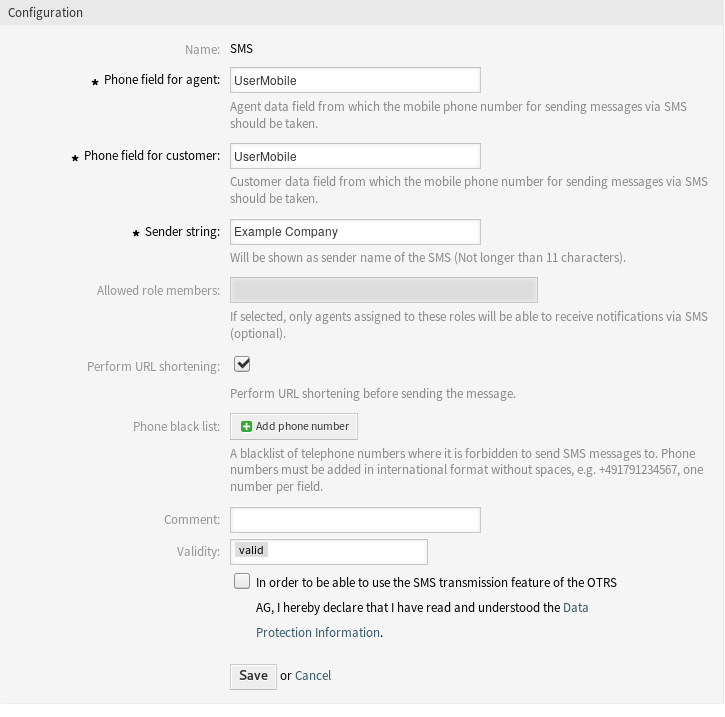 Configuration
Name: SMS
★ Phone field for agent: UserMobile
Agent data field from which the mobile phone number for sending messages via SMS
should be taken.
★ Phone field for customer: UserMobile
Customer data field from which the mobile phone number for sending messages via SMS
should be taken.
★ Sender string: Example Company
Will be shown as sender name of the SMS (Not longer than 11 characters).
Allowed role members:
If selected, only agents assigned to these roles will be able to receive notifications via SMS
(optional).
Perform URL shortening:
Perform URL shortening before sending the message.
Phone black list: Add phone number
A blacklist of telephone numbers where it is forbidden to send SMS messages to. Phone
numbers must be added in international format without spaces, e.g. +491791234567, one
number per field.
Comment:
Validity: valid
In order to be able to use the SMS transmission feature of the OTRS
AG, I hereby declare that I have read and understood the Data
Protection Information.
Save or Cancel